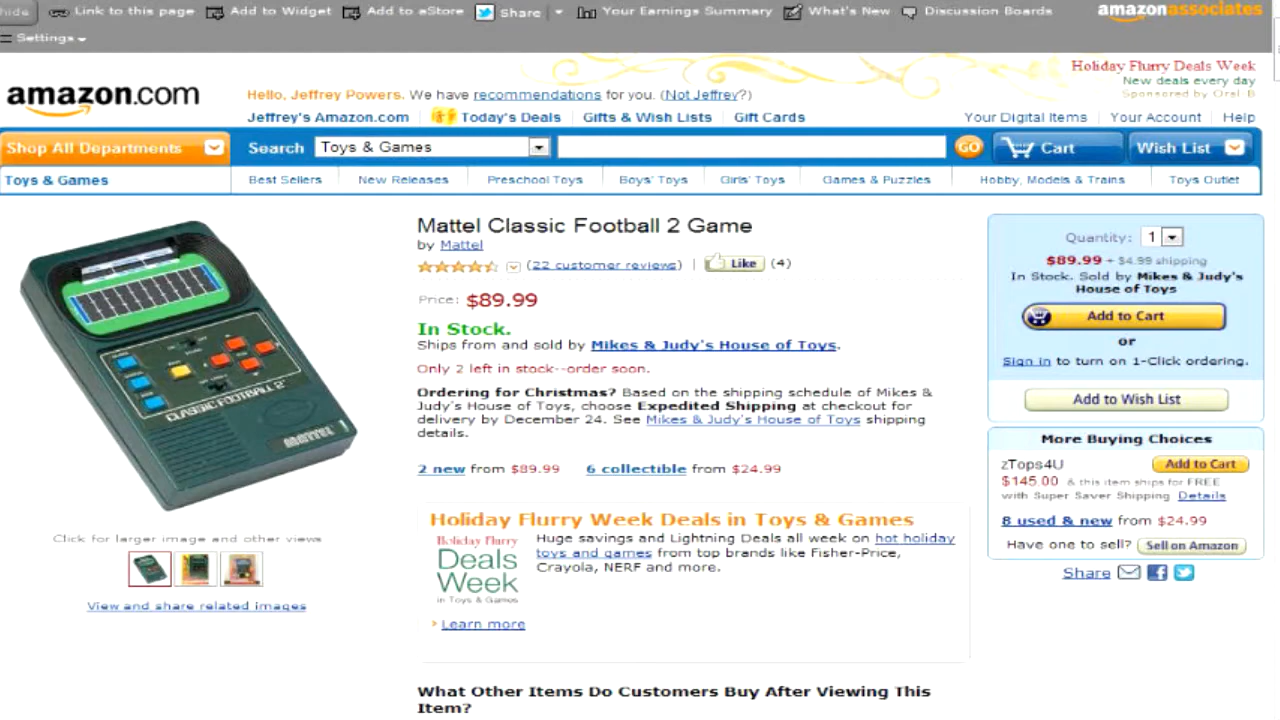 hide Link to this page Add to Widget Add to aStore Share Your Earnings Summary What's New Discussion Boards amazonassociates
Settings
amazon.com
Hello, Jeffrey Powers. We have recommendations for you. (Not Jeffrey?)
Holiday Flurry Deals Week
New deals every day
Sponsored by Oral B
Jeffrey's Amazon.com Today's Deals Gifts & Wish Lists Gift Cards
Your Digital Items Your Account Help
Shop All Departments Search Toys & Games GO Cart Wish List
Toys & Games Best Sellers New Releases Preschool Toys Boys' Toys Girls' Toys Games & Puzzles Hobby, Models & Trains Toys Outlet
CLASSIC FOOTBALL 2
MATTEL
Click for larger image and other views
View and share related images
Mattel Classic Football 2 Game
by Mattel
(22 customer reviews) | Like (4)
Price: $89.99
In Stock.
Ships from and sold by Mikes & Judy's House of Toys.
Only 2 left in stock--order soon.
Ordering for Christmas? Based on the shipping schedule of Mikes &
Judy's House of Toys, choose Expedited Shipping at checkout for
delivery by December 24. See Mikes & Judy's House of Toys shipping
details.
2 new from $89.99 6 collectible from $24.99
Holiday Flurry Week Deals in Toys & Games
Holiday Flurry
Deals
Week
in Toys & Games
Huge savings and Lightning Deals all week on hot holiday
toys and games from top brands like Fisher-Price,
Crayola, NERF and more.
Learn more
What Other Items Do Customers Buy After Viewing This
Item?
Quantity: 1
$89.99 + $4.99 shipping
In Stock. Sold by Mikes & Judy's
House of Toys
Add to Cart
or
Sign in to turn on 1-Click ordering.
Add to Wish List
More Buying Choices
zTops4U Add to Cart
$145.00 & this item ships for FREE
with Super Saver Shipping Details
8 used & new from $24.99
Have one to sell? Sell on Amazon
Share